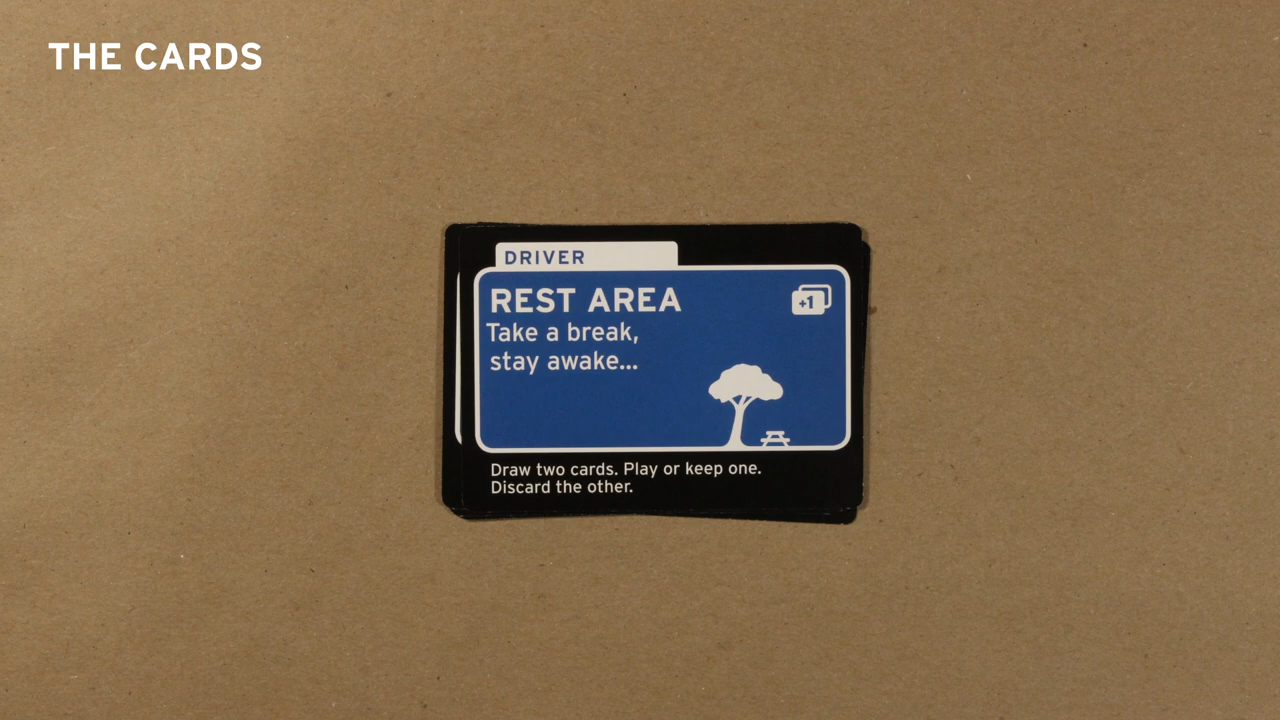 THE CARDS
DRIVER
REST AREA
+1
Take a break,
stay awake...
Draw two cards. Play or keep one.
Discard the other.